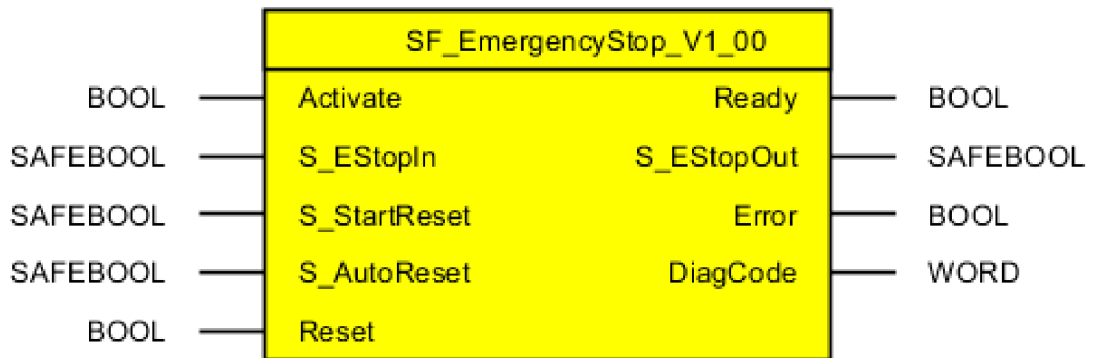 SF_EmergencyStop_V1_00
BOOL Activate Ready BOOL
SAFEBOOL S_EStopIn S_EStopOut SAFEBOOL
SAFEBOOL S_StartReset Error BOOL
SAFEBOOL S_AutoReset DiagCode WORD
BOOL Reset